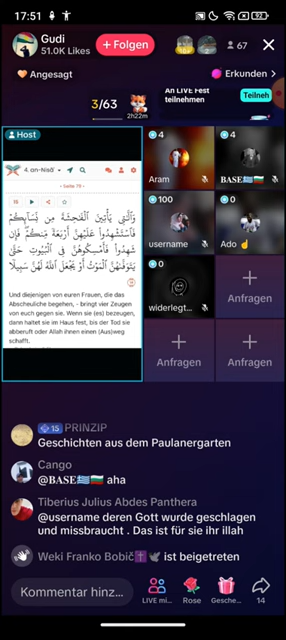 17:51
92
Gudi
51.0K Likes
+ Folgen
67
Angesagt
Erkunden >
3/63
2h22m
An LIVE Fest
teilnehmen
Teilneh
Host
4. an-Nisāʾ
- Seite 79 -
15
وَٱلَّٰتِى يَأْتِينَ ٱلْفَٰحِشَةَ مِن نِّسَآئِكُمْ
فَٱسْتَشْهِدُوا۟ عَلَيْهِنَّ أَرْبَعَةً مِّنكُمْ فَإِن
شَهِدُوا۟ فَأَمْسِكُوهُنَّ فِى ٱلْبُيُوتِ حَتَّىٰ
يَتَوَفَّىٰهُنَّ ٱلْمَوْتُ أَوْ يَجْعَلَ ٱللَّهُ لَهُنَّ سَبِيلًا
Und diejenigen von euren Frauen, die das
Abscheuliche begehen, - bringt vier Zeugen
von euch gegen sie. Wenn sie (es) bezeugen,
dann haltet sie im Haus fest, bis der Tod sie
abberuft oder Allah ihnen einen (Aus)weg
schafft.
4
Aram
4
BASE
100
username
0
Ado
0
widerlegt...
Anfragen
Anfragen
Anfragen
15 PRINZIP
Geschichten aus dem Paulanergarten
Cango
@BASE aha
Tiberius Julius Abdes Panthera
@username deren Gott wurde geschlagen
und missbraucht . Das ist für sie ihr illah
Weki Franko Bobič ist beigetreten
Kommentar hinz...
LIVE mi...
Rose
Gesche...
14